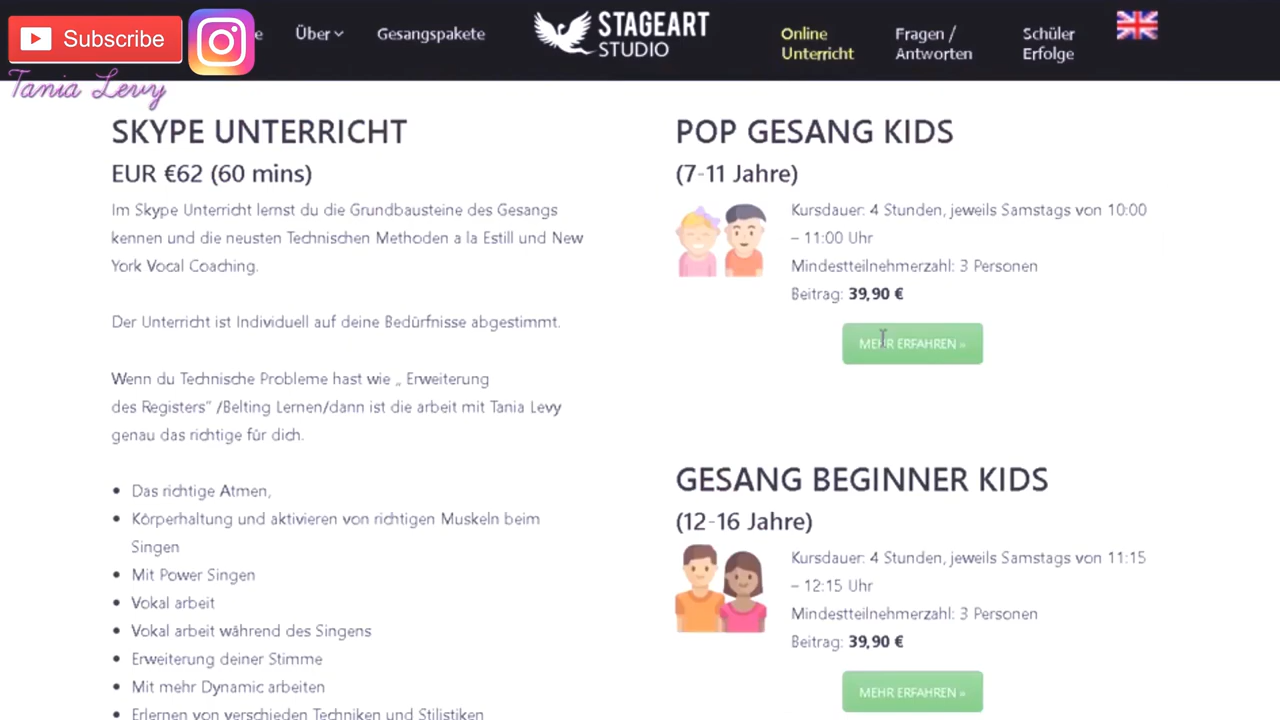 Subscribe
e
Über
Gesangspakete
STAGEART
STUDIO
Online
Unterricht
Fragen /
Antworten
Schüler
Erfolge
Tania Levy
SKYPE UNTERRICHT
EUR €62 (60 mins)
Im Skype Unterricht lernst du die Grundbausteine des Gesangs
kennen und die neusten Technischen Methoden a la Estill und New
York Vocal Coaching.
Der Unterricht ist Individuell auf deine Bedürfnisse abgestimmt.
Wenn du Technische Probleme hast wie „ Erweiterung
des Registers“ /Belting Lernen/dann ist die arbeit mit Tania Levy
genau das richtige für dich.
Das richtige Atmen,
Körperhaltung und aktivieren von richtigen Muskeln beim
Singen
Mit Power Singen
Vokal arbeit
Vokal arbeit während des Singens
Erweiterung deiner Stimme
Mit mehr Dynamic arbeiten
Erlernen von verschieden Techniken und Stilistiken
POP GESANG KIDS
(7-11 Jahre)
Kursdauer: 4 Stunden, jeweils Samstags von 10:00
– 11:00 Uhr
Mindestteilnehmerzahl: 3 Personen
Beitrag: 39,90 €
MEHR ERFAHREN »
GESANG BEGINNER KIDS
(12-16 Jahre)
Kursdauer: 4 Stunden, jeweils Samstags von 11:15
– 12:15 Uhr
Mindestteilnehmerzahl: 3 Personen
Beitrag: 39,90 €
MEHR ERFAHREN »